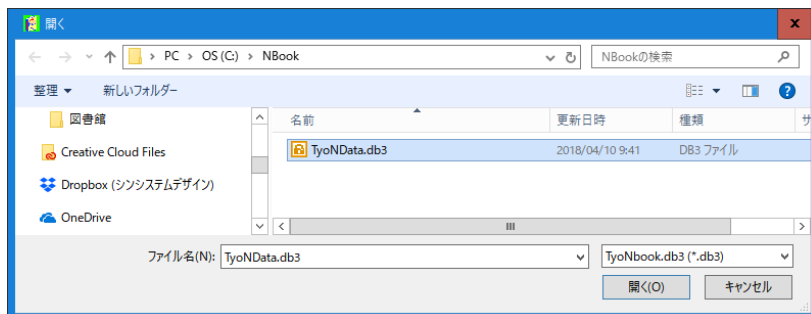 開く
PC › OS (C:) › NBook
NBookの検索
整理 新しいフォルダー
名前 更新日時 種類 サ
TyoNData.db3 2018/04/10 9:41 DB3 ファイル
図書館
Creative Cloud Files
Dropbox (シンシステムデザイン)
OneDrive
ファイル名(N): TyoNData.db3 TyoNbook.db3 (*.db3)
開く(O) キャンセル